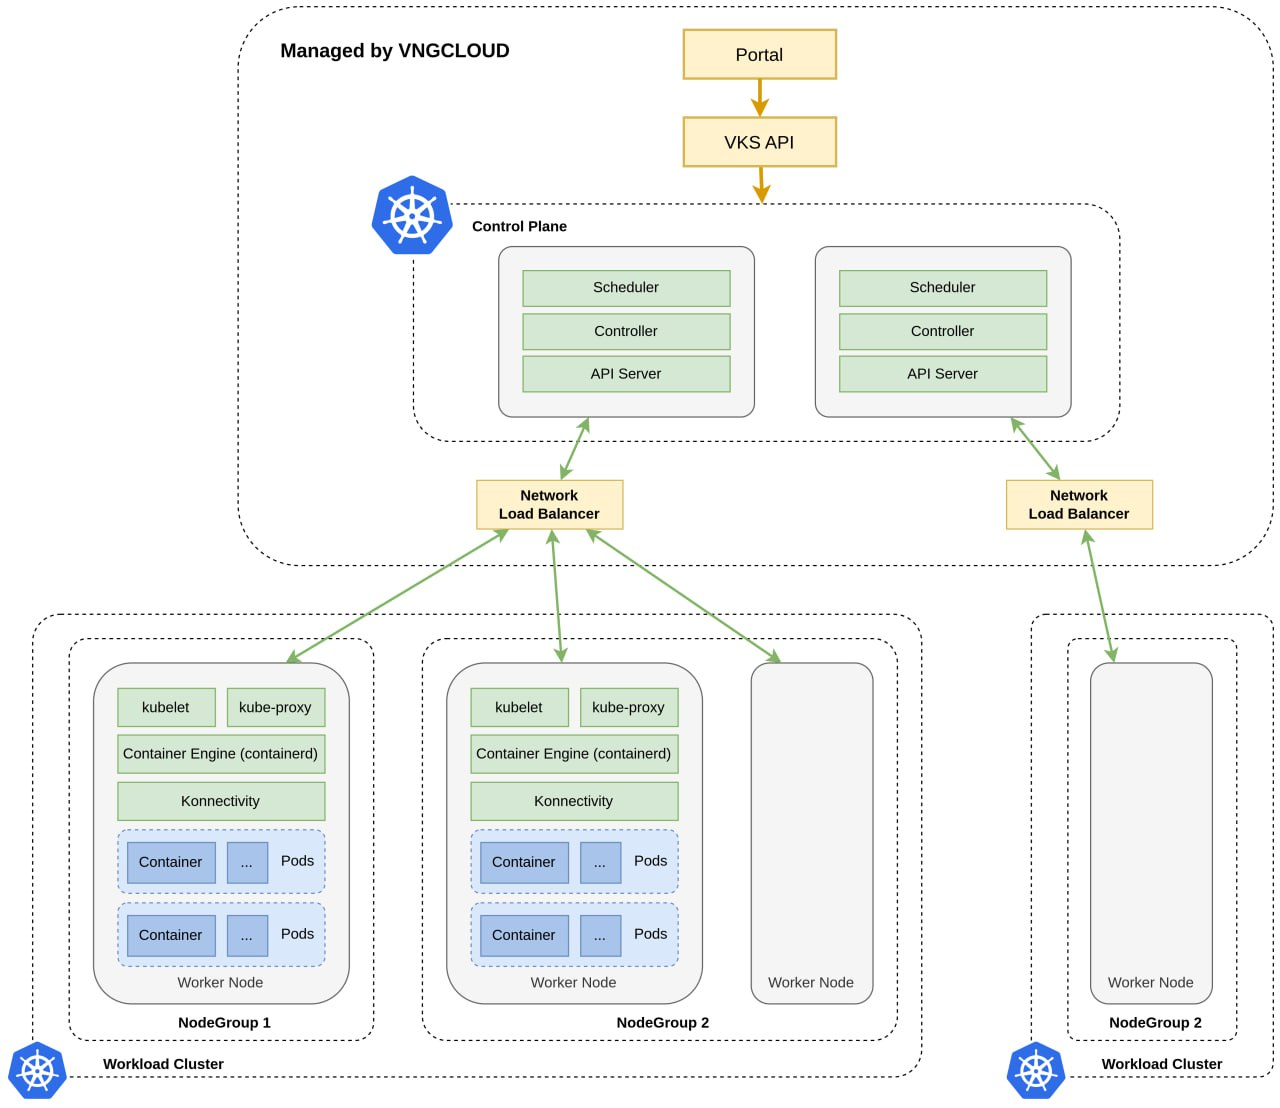 Managed by VNGCLOUD
Portal
VKS API
Control Plane
Scheduler
Controller
API Server
Scheduler
Controller
API Server
Network
Load Balancer
Network
Load Balancer
kubelet
kube-proxy
Container Engine (containerd)
Konnectivity
Container
...
Pods
Container
...
Pods
Worker Node
NodeGroup 1
kubelet
kube-proxy
Container Engine (containerd)
Konnectivity
Container
...
Pods
Container
...
Pods
Worker Node
Worker Node
NodeGroup 2
Workload Cluster
Worker Node
NodeGroup 2
Workload Cluster